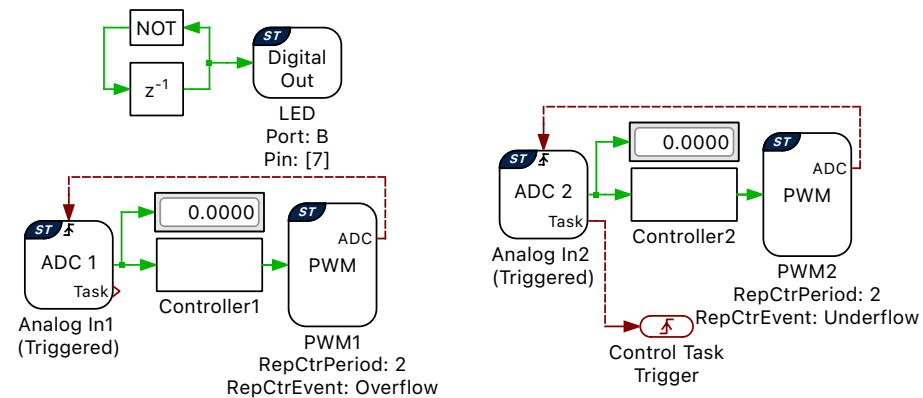 NOT
z-1
ST
Digital
Out
LED
Port: B
Pin: [7]
ST
ADC 1
Task
Analog In1
(Triggered)
0.0000
Controller1
ST
ADC
PWM
PWM1
RepCtrPeriod: 2
RepCtrEvent: Overflow
ST
ADC 2
Task
Analog In2
(Triggered)
0.0000
Controller2
ST
ADC
PWM
PWM2
RepCtrPeriod: 2
RepCtrEvent: Underflow
Control Task
Trigger